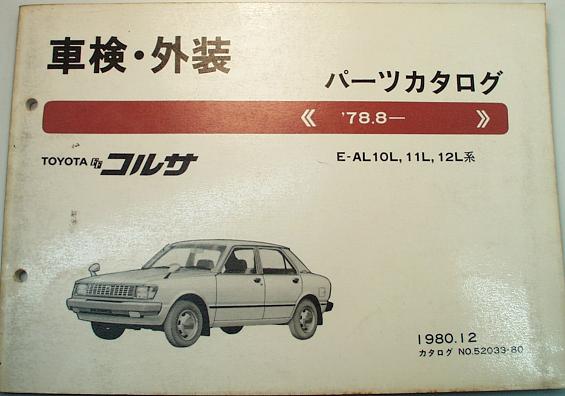 車検・外装
パーツカタログ
《 '78.8― 》
TOYOTA コルサ
E-AL10L, 11L, 12L系
1980.12
カタログ NO.52033-80